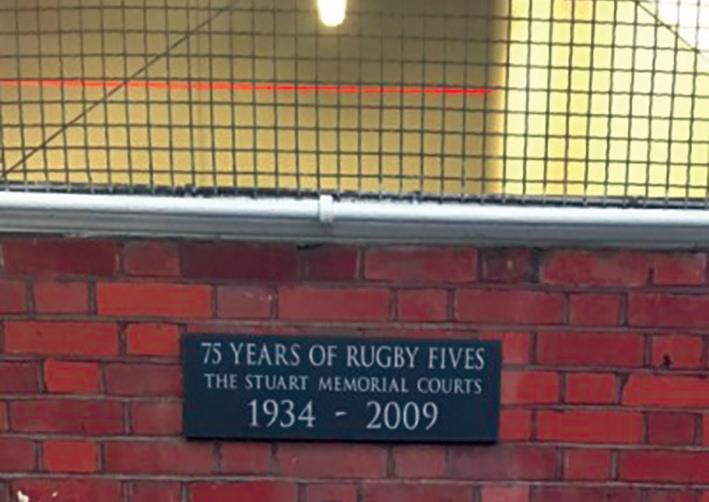 75 YEARS OF RUGBY FIVES
THE STUART MEMORIAL COURTS
1934 - 2009